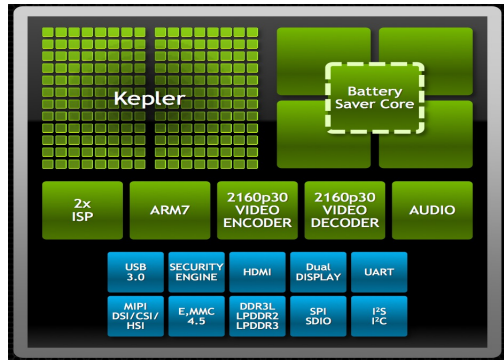 Kepler
Battery
Saver Core
2x
ISP
ARM7
2160p30
VIDEO
ENCODER
2160p30
VIDEO
DECODER
AUDIO
USB
3.0
SECURITY
ENGINE
HDMI
Dual
DISPLAY
UART
MIPI
DSI/CSI/
HSI
E,MMC
4.5
DDR3L
LPDDR2
LPDDR3
SPI
SDIO
I²S
I²C